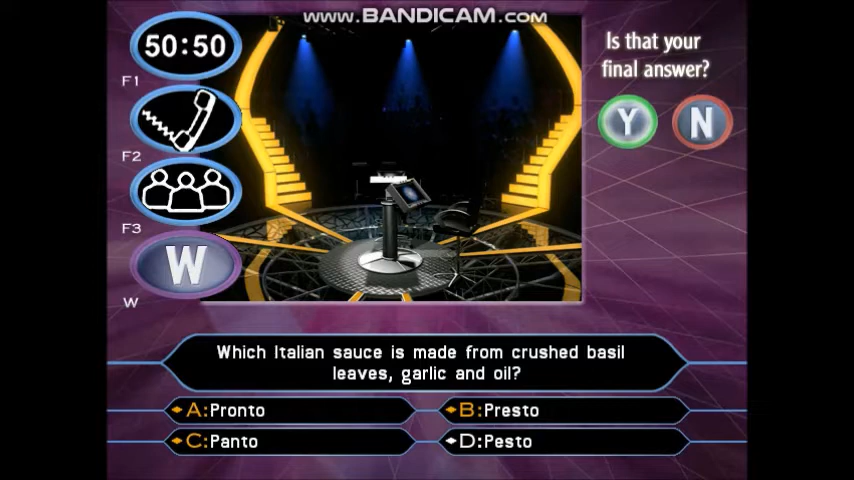 www.BANDICAM.com
50:50
F1
F2
F3
W
W
Is that your
final answer?
Y
N
Which Italian sauce is made from crushed basil
leaves, garlic and oil?
A:Pronto
B:Presto
C:Panto
D:Pesto